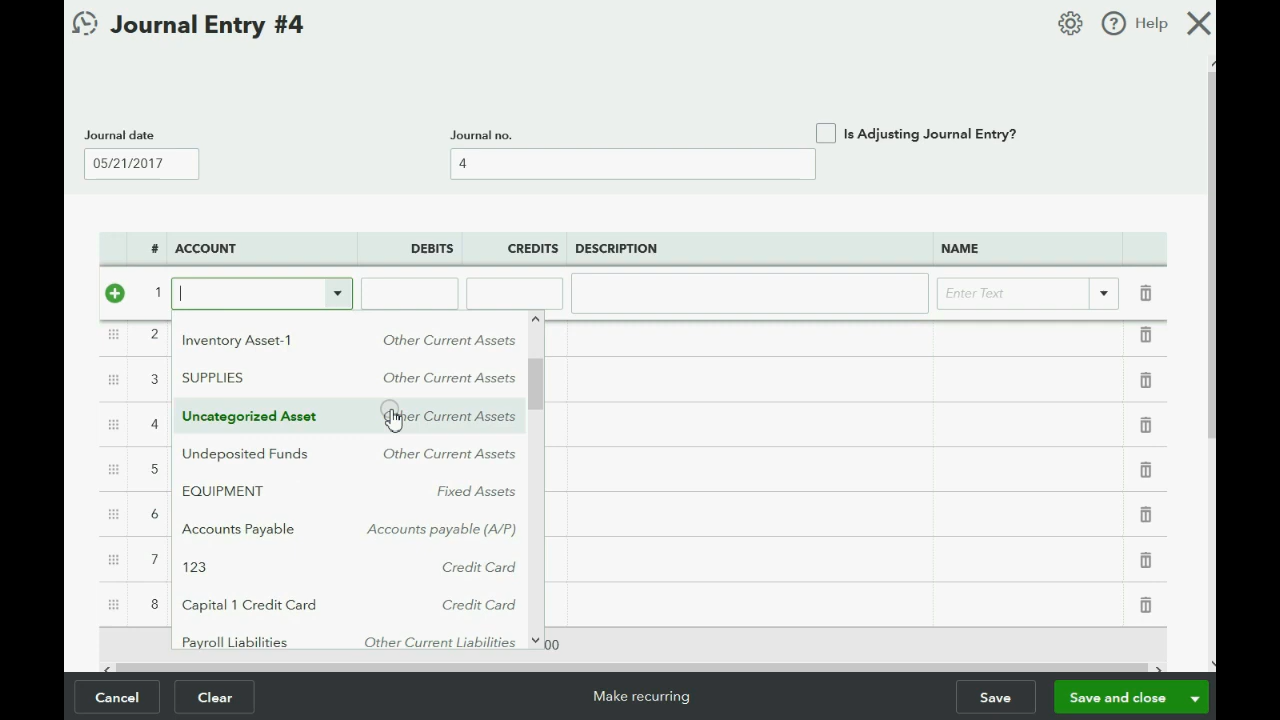 Journal Entry #4
Help
Journal date
Journal no.
Is Adjusting Journal Entry?
05/21/2017
4
# ACCOUNT DEBITS CREDITS DESCRIPTION NAME
1 Enter Text
2
Inventory Asset-1 Other Current Assets
3
SUPPLIES Other Current Assets
4
Uncategorized Asset Other Current Assets
Undeposited Funds Other Current Assets
5
EQUIPMENT Fixed Assets
6
Accounts Payable Accounts payable (A/P)
7
123 Credit Card
8
Capital 1 Credit Card Credit Card
Payroll Liabilities Other Current Liabilities
00
Cancel Clear Make recurring Save Save and close